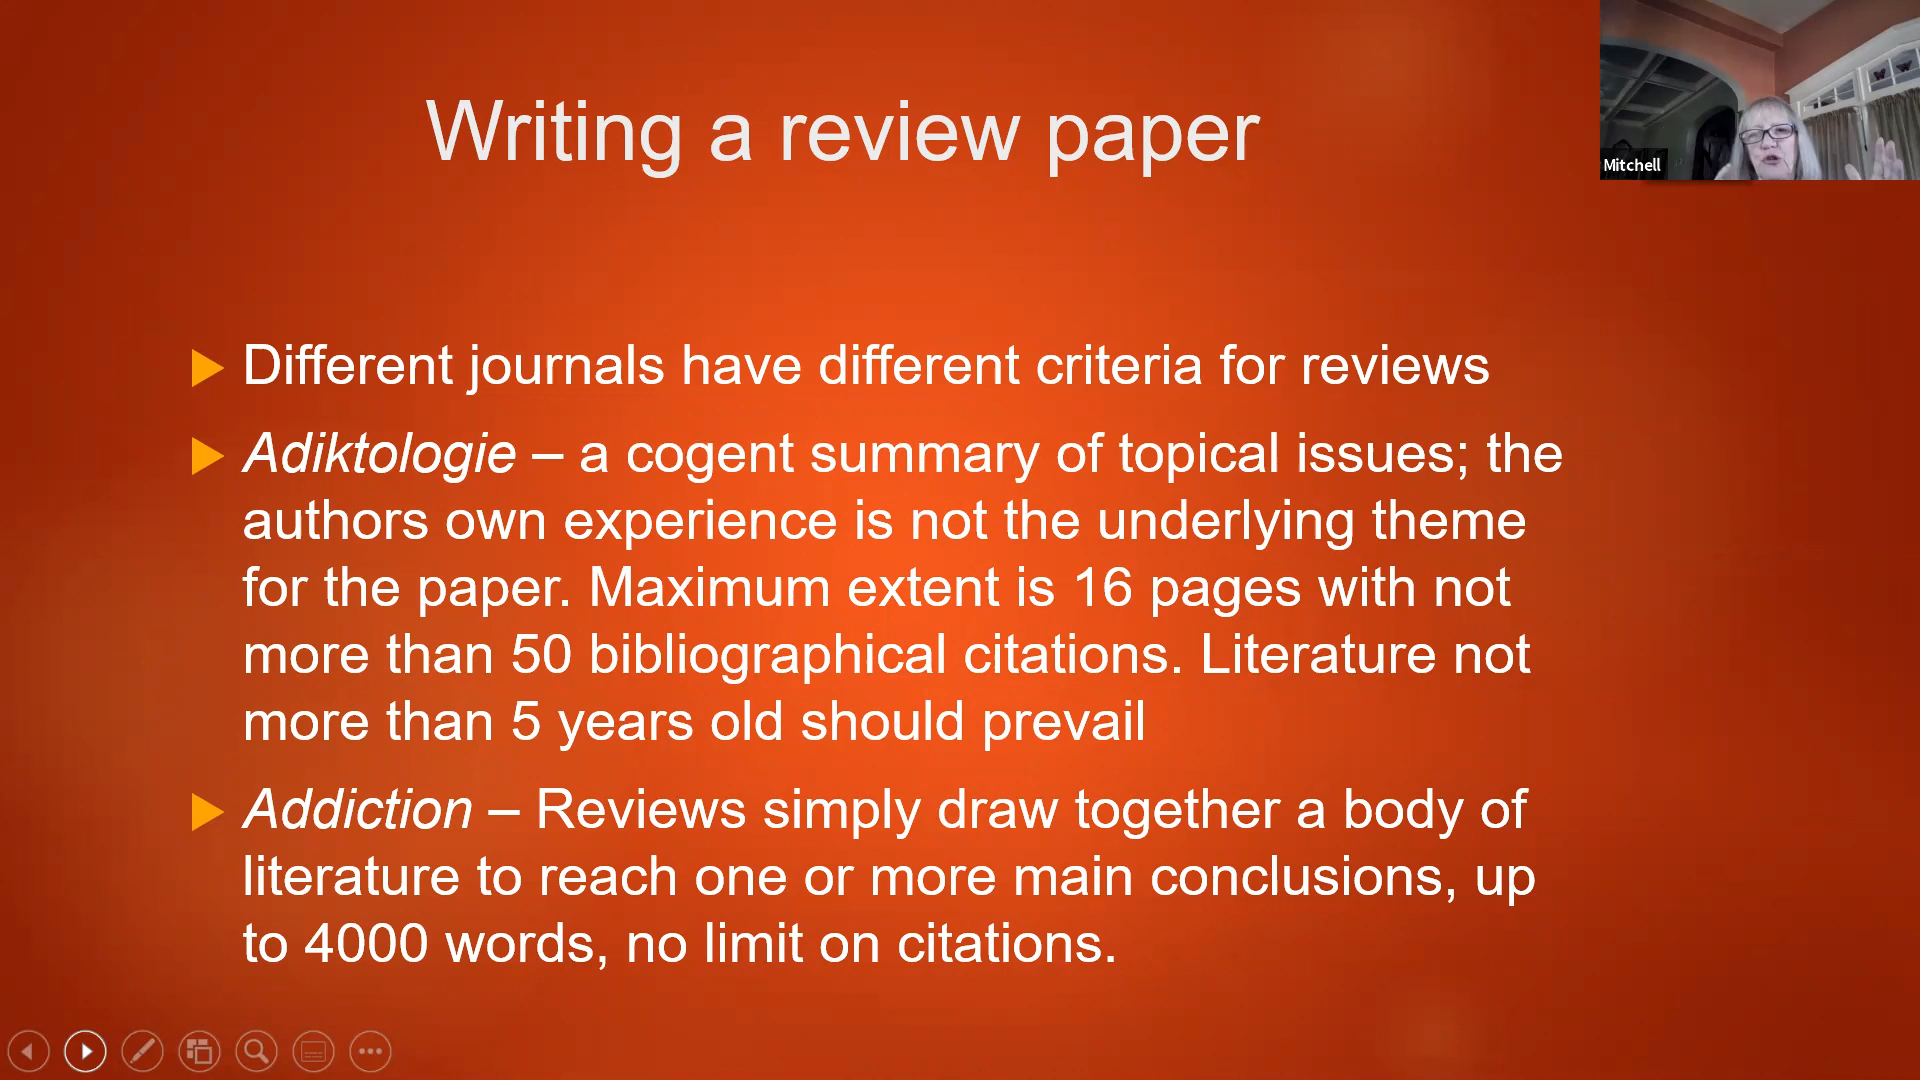 Writing a review paper
Mitchell
Different journals have different criteria for reviews
Adiktologie – a cogent summary of topical issues; the
authors own experience is not the underlying theme
for the paper. Maximum extent is 16 pages with not
more than 50 bibliographical citations. Literature not
more than 5 years old should prevail
Addiction – Reviews simply draw together a body of
literature to reach one or more main conclusions, up
to 4000 words, no limit on citations.